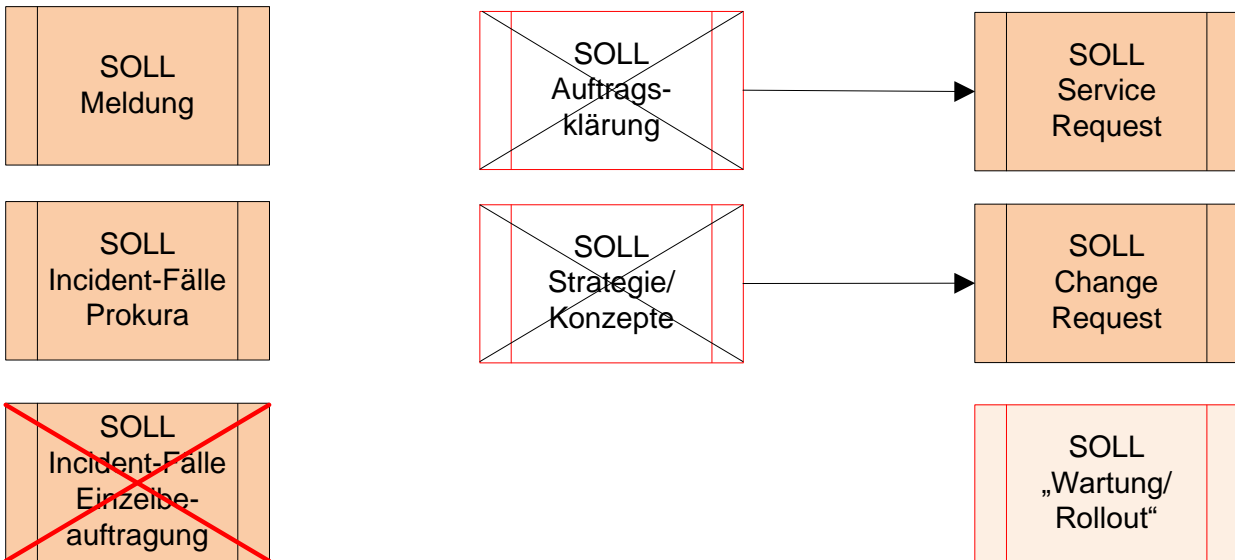 SOLL
Meldung
SOLL
Auftrags-
klärung
SOLL
Service
Request
SOLL
Incident-Fälle
Prokura
SOLL
Strategie/
Konzepte
SOLL
Change
Request
SOLL
Incident-Fälle
Einzelbe-
auftragung
SOLL
„Wartung/
Rollout“